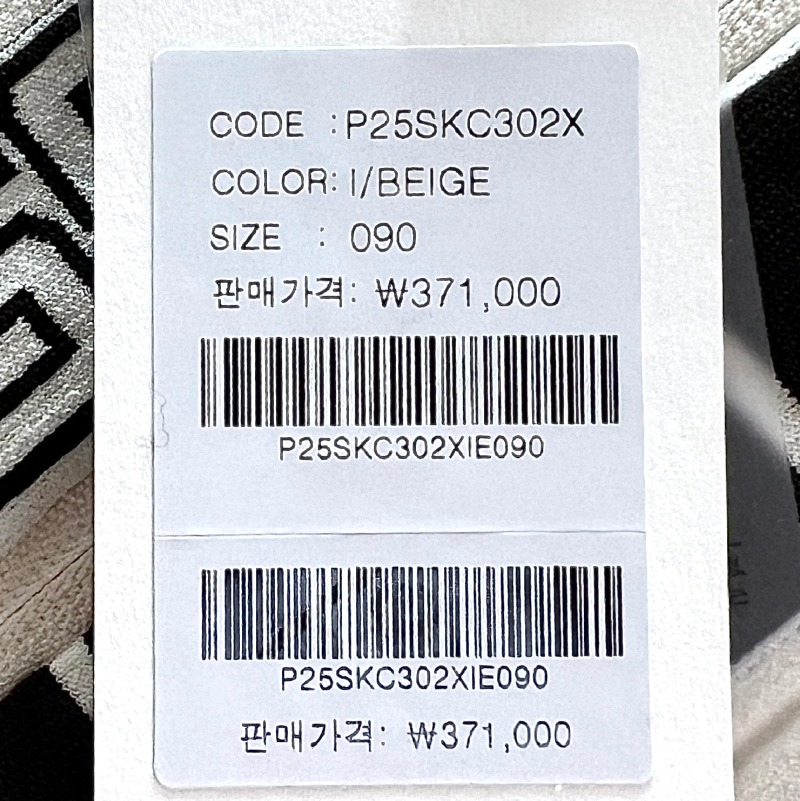 CODE :P25SKC302X
COLOR: I/BEIGE
SIZE : 090
판매가격: ₩371,000
P25SKC302XIE090
P25SKC302XIE090
판매가격: ₩371,000